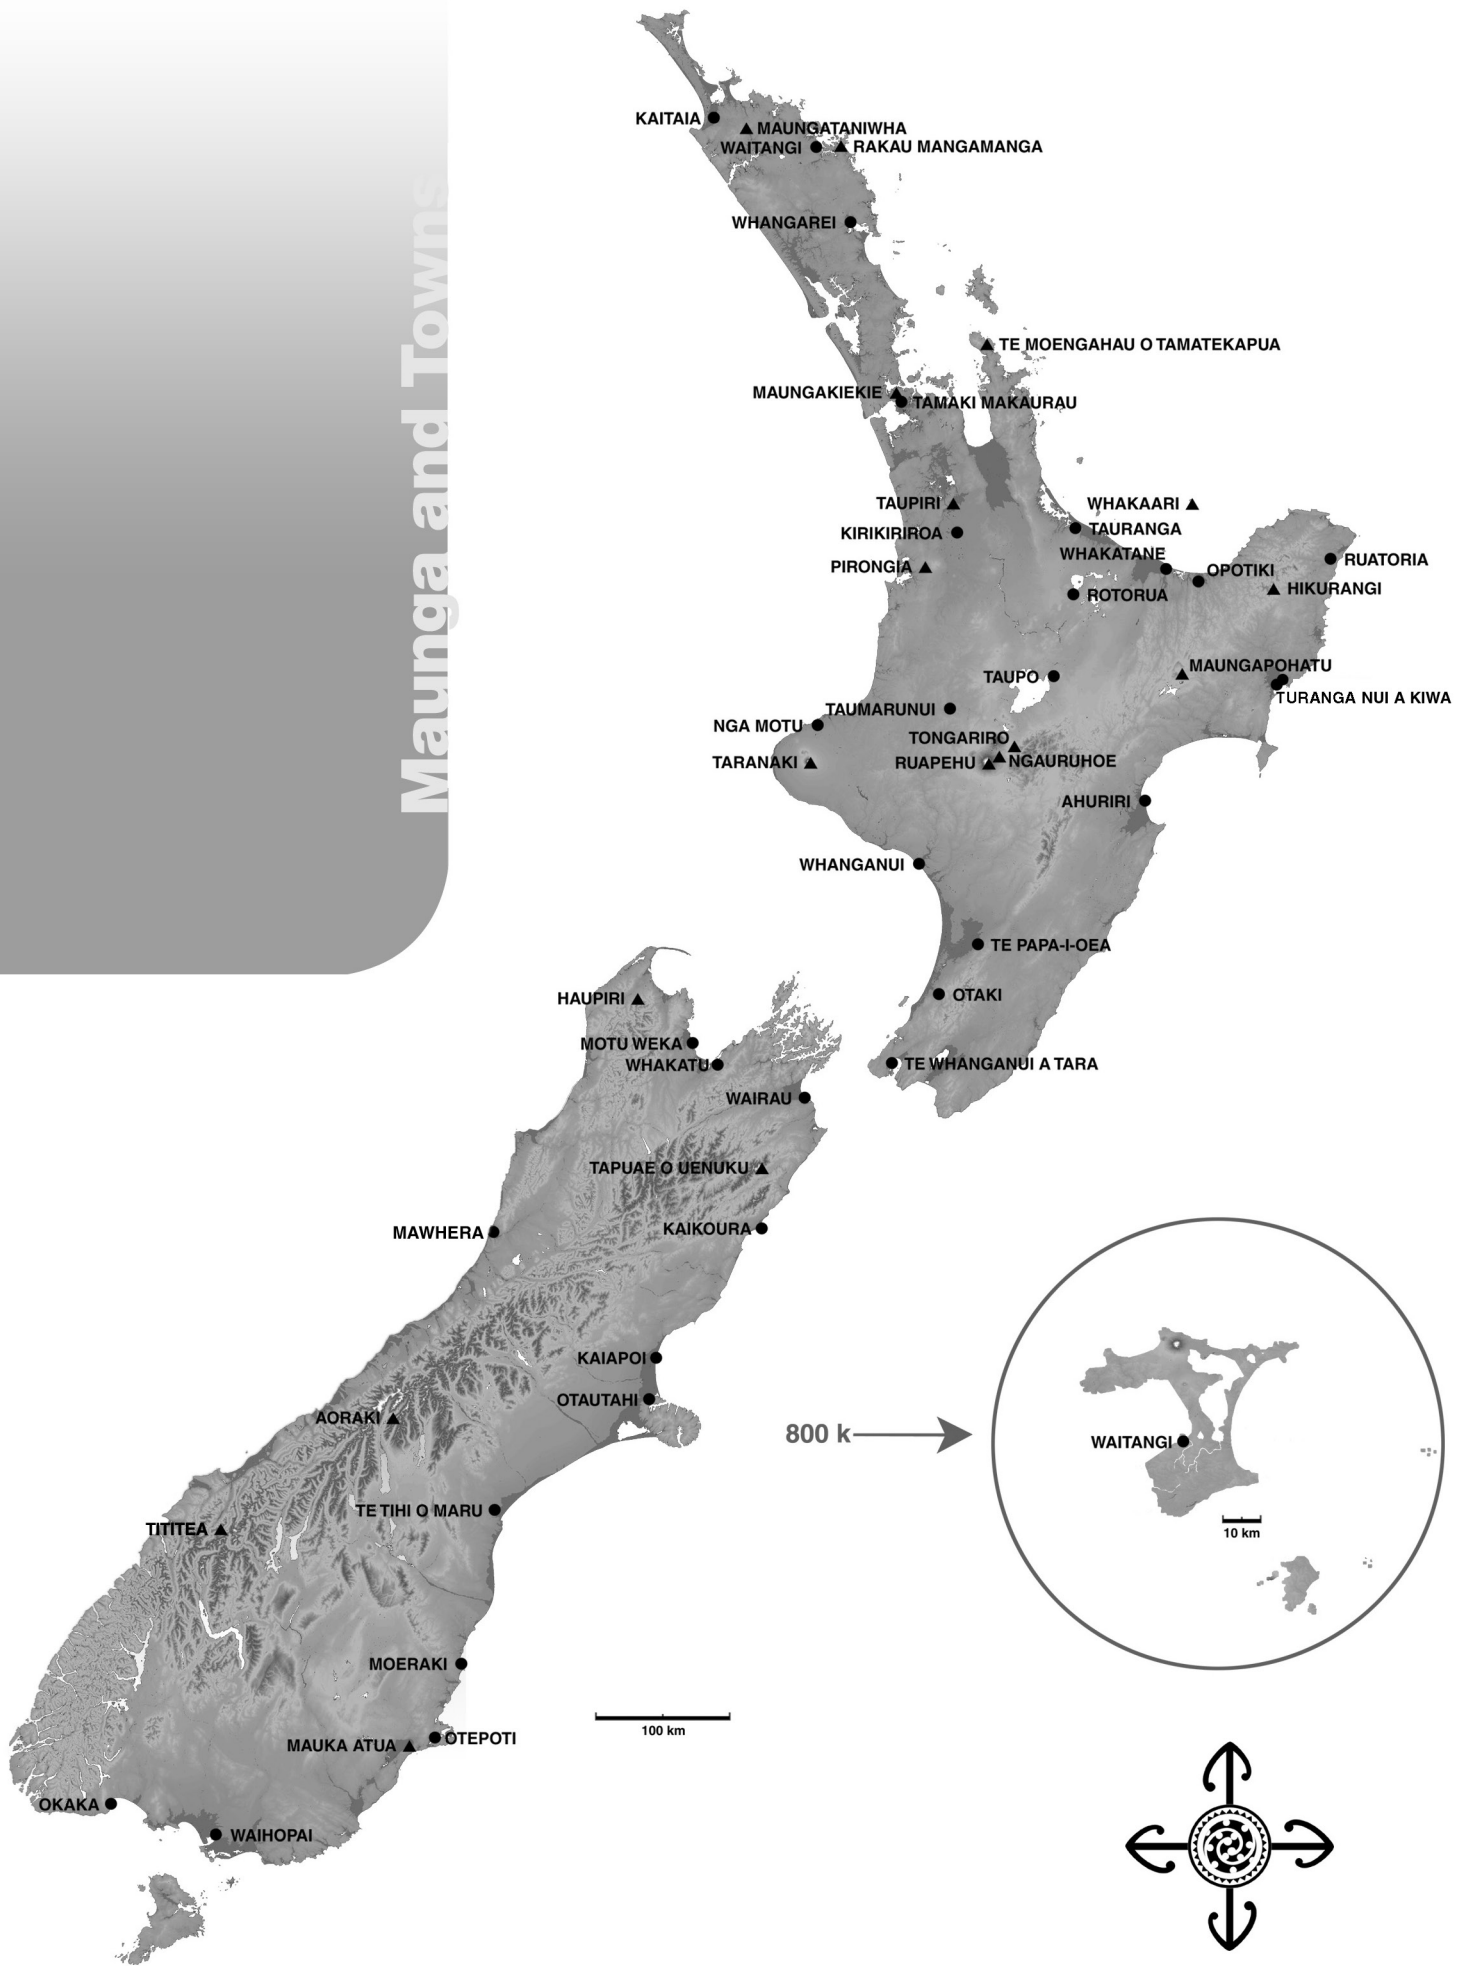 Maunga and Towns
KAITAIA
MAUNGATANIWHA
WAITANGI
RAKAU MANGAMANGA
WHANGAREI
TE MOENGAHAU O TAMATEKAPUA
MAUNGAKIEKIE
TAMAKI MAKAURAU
TAUPIRI
WHAKAARI
TAURANGA
KIRIKIRIROA
WHAKATANE
PIRONGIA
OPOTIKI
RUATORIA
HIKURANGI
ROTORUA
MAUNGAPOHATU
TAUPO
TURANGA NUI A KIWA
TAUMARUNUI
NGA MOTU
TONGARIRO
TARANAKI
RUAPEHU
NGAURUHOE
AHURIRI
WHANGANUI
TE PAPA-I-OEA
OTAKI
HAUPIRI
MOTU WEKA
WHAKATU
TE WHANGANUI A TARA
WAIRAU
TAPUAE O UENUKU
MAWHERA
KAIKOURA
KAIAPOI
OTAUTAHI
AORAKI
800 k
WAITANGI
TE TIHI O MARU
TITITEA
10 km
MOERAKI
100 km
MAUKA ATUA
OTEPOTI
OKAKA
WAIHOPAI